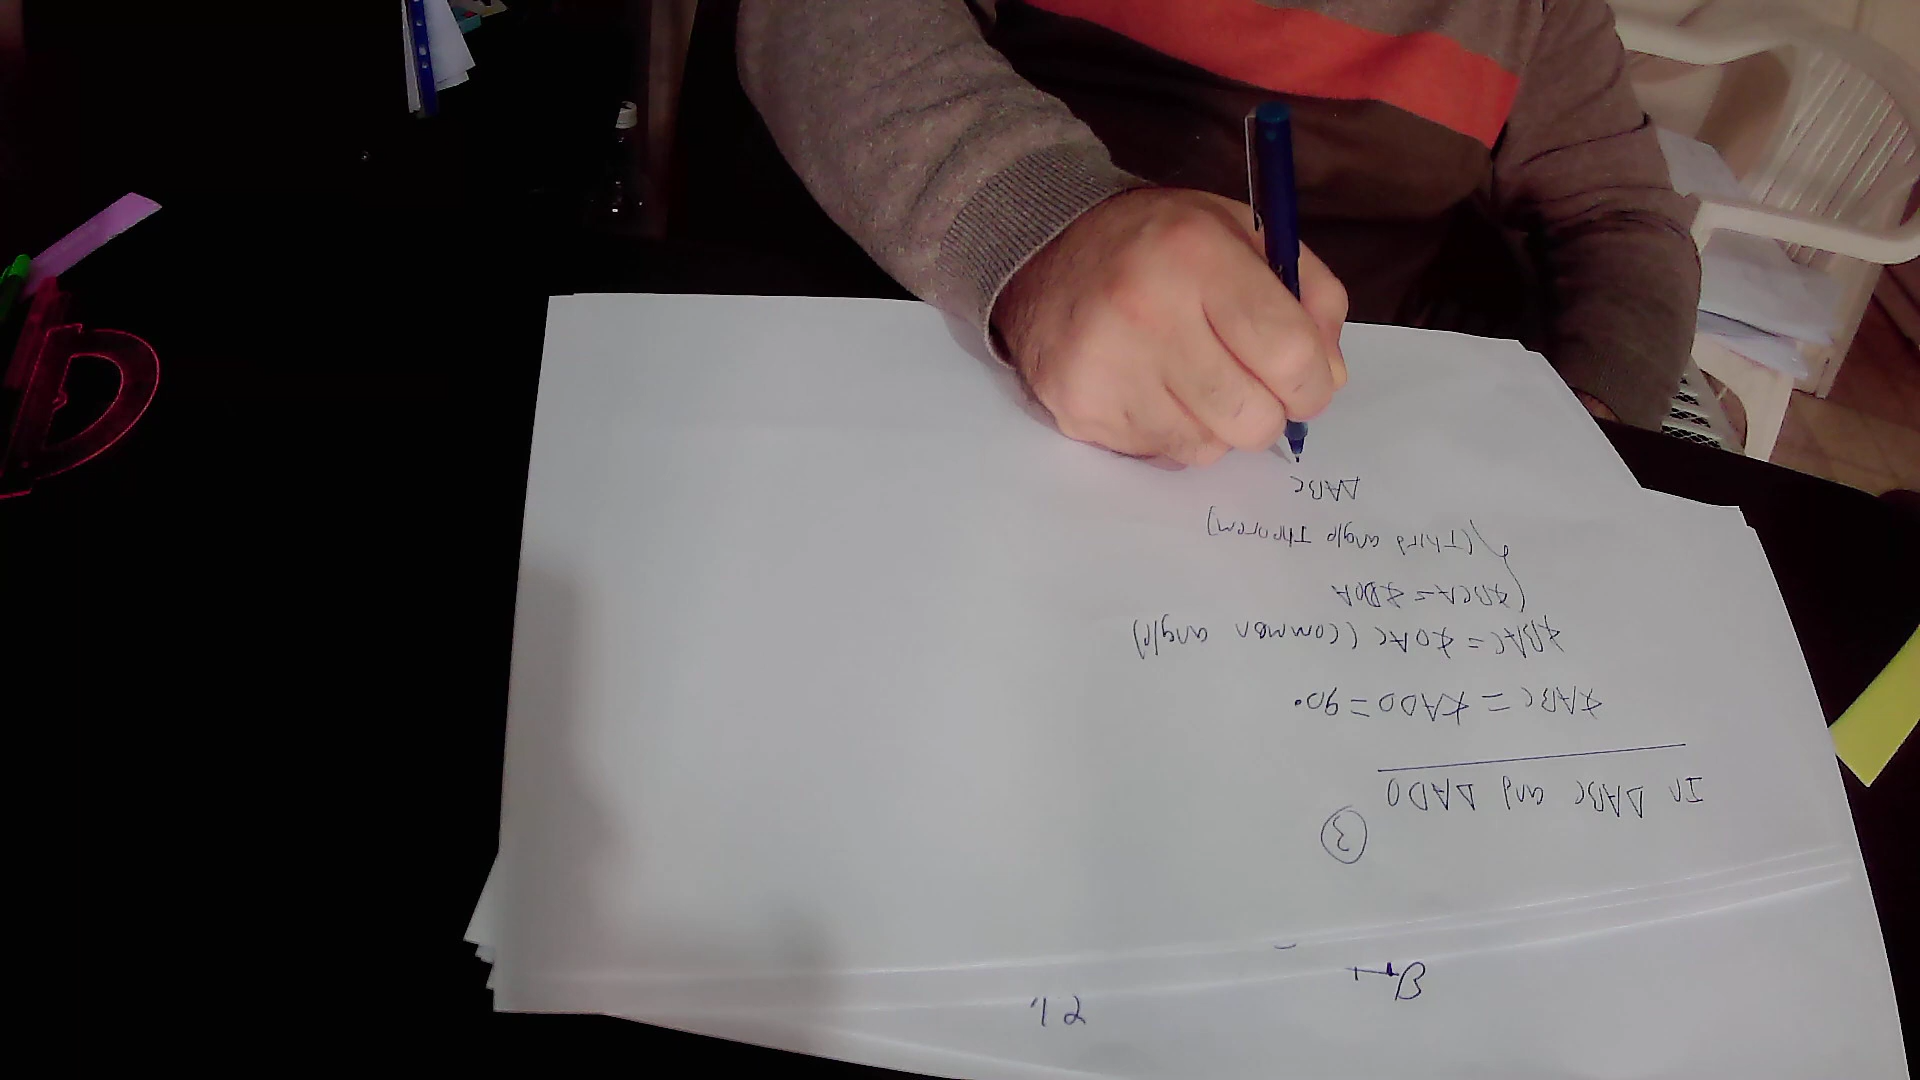 ③
In ΔABC and ΔADO
∡ABC = ∡ADO = 90°
∡BAC = ∡OAC (common angle)
(∡BCA = ∡DOA
(Third angle Theorem)
ΔABC